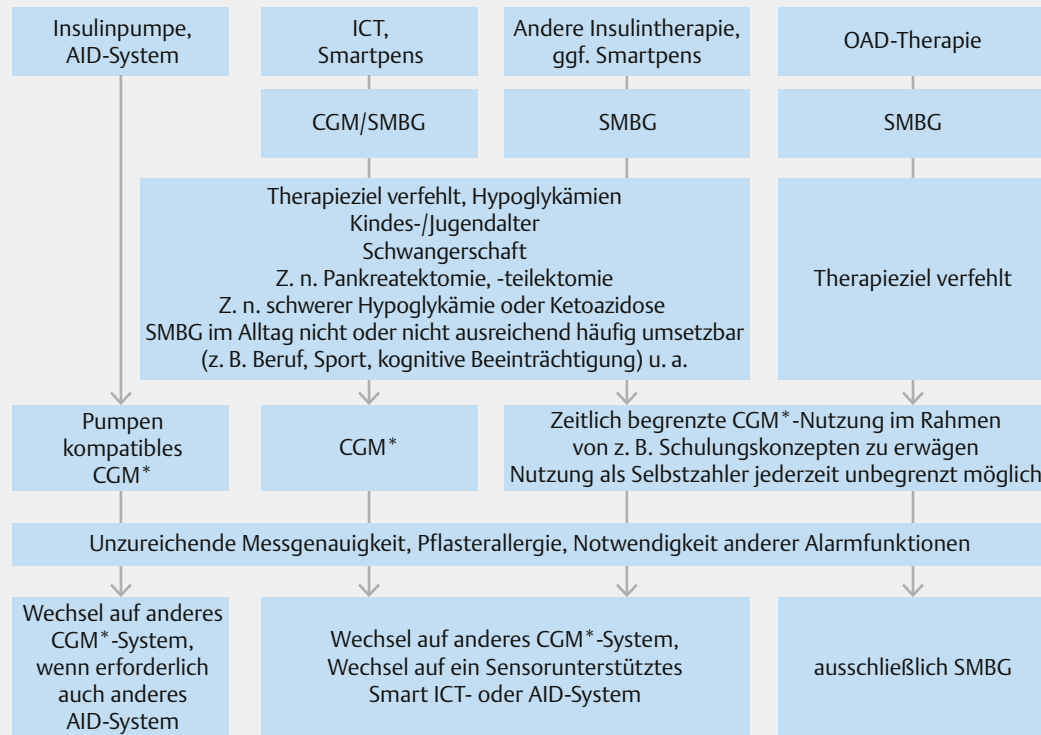 Insulinpumpe,
AID-System
ICT,
Smartpens
Andere Insulintherapie,
ggf. Smartpens
OAD-Therapie
CGM/SMBG
SMBG
SMBG
Therapieziel verfehlt, Hypoglykämien
Kindes-/Jugendalter
Schwangerschaft
Z. n. Pankreatektomie, -teilektomie
Z. n. schwerer Hypoglykämie oder Ketoazidose
SMBG im Alltag nicht oder nicht ausreichend häufig umsetzbar
(z. B. Beruf, Sport, kognitive Beeinträchtigung) u. a.
Therapieziel verfehlt
Pumpen
kompatibles
CGM*
CGM*
Zeitlich begrenzte CGM*-Nutzung im Rahmen
von z. B. Schulungskonzepten zu erwägen
Nutzung als Selbstzahler jederzeit unbegrenzt möglich
Unzureichende Messgenauigkeit, Pflasterallergie, Notwendigkeit anderer Alarmfunktionen
Wechsel auf anderes
CGM*-System,
wenn erforderlich
auch anderes
AID-System
Wechsel auf anderes CGM*-System,
Wechsel auf ein Sensorunterstütztes
Smart ICT- oder AID-System
ausschließlich SMBG